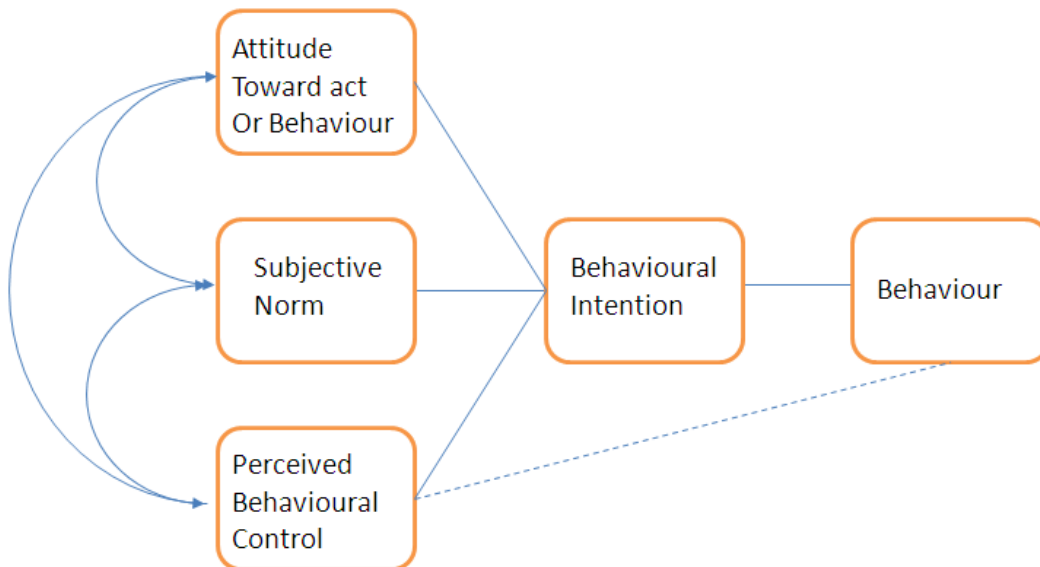 Attitude
Toward act
Or Behaviour
Subjective
Norm
Behavioural
Intention
Behaviour
Perceived
Behavioural
Control